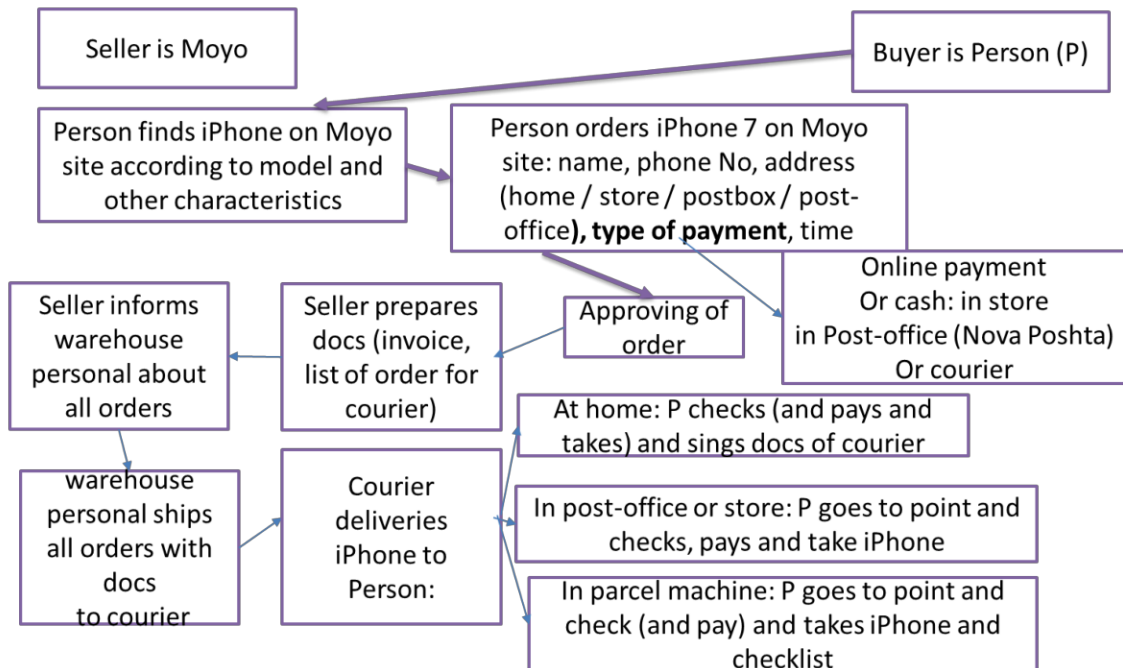 Seller is Moyo
Buyer is Person (P)
Person finds iPhone on Moyo
site according to model and
other characteristics
Person orders iPhone 7 on Moyo
site: name, phone No, address
(home / store / postbox / post-
office), type of payment, time
Online payment
Or cash: in store
in Post-office (Nova Poshta)
Or courier
Approving of
order
Seller prepares
docs (invoice,
list of order for
courier)
Seller informs
warehouse
personal about
all orders
warehouse
personal ships
all orders with
docs
to courier
Courier
deliveries
iPhone to
Person:
At home: P checks (and pays and
takes) and sings docs of courier
In post-office or store: P goes to point and
checks, pays and take iPhone
In parcel machine: P goes to point and
check (and pay) and takes iPhone and
checklist